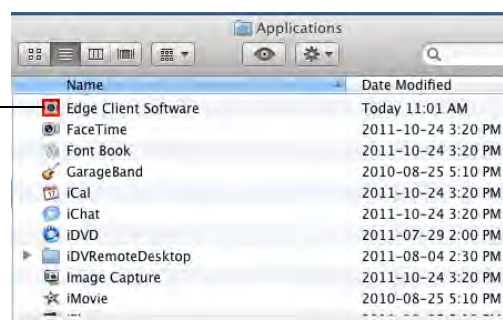 Applications
Name Date Modified
Edge Client Software Today 11:01 AM
FaceTime 2011-10-24 3:20 PM
Font Book 2011-10-24 3:20 PM
GarageBand 2010-08-25 5:10 PM
iCal 2011-10-24 3:20 PM
iChat 2011-10-24 3:20 PM
iDVD 2011-07-29 2:00 PM
iDVRemoteDesktop 2011-08-04 2:30 PM
Image Capture 2011-10-24 3:20 PM
iMovie 2010-08-25 5:10 PM